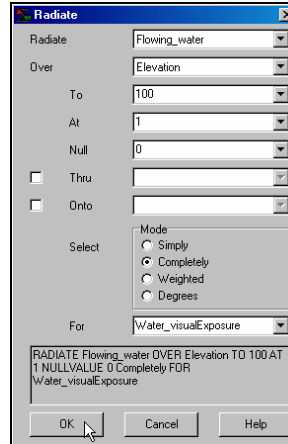 Radiate
Radiate Flowing_water
Over Elevation
To 100
At 1
Null 0
Thru
Onto
Mode
Simply
Select Completely
Weighted
Degrees
For Water_visualExposure
RADIATE Flowing_water OVER Elevation TO 100 AT
1 NULLVALUE 0 Completely FOR
Water_visualExposure
OK Cancel Help